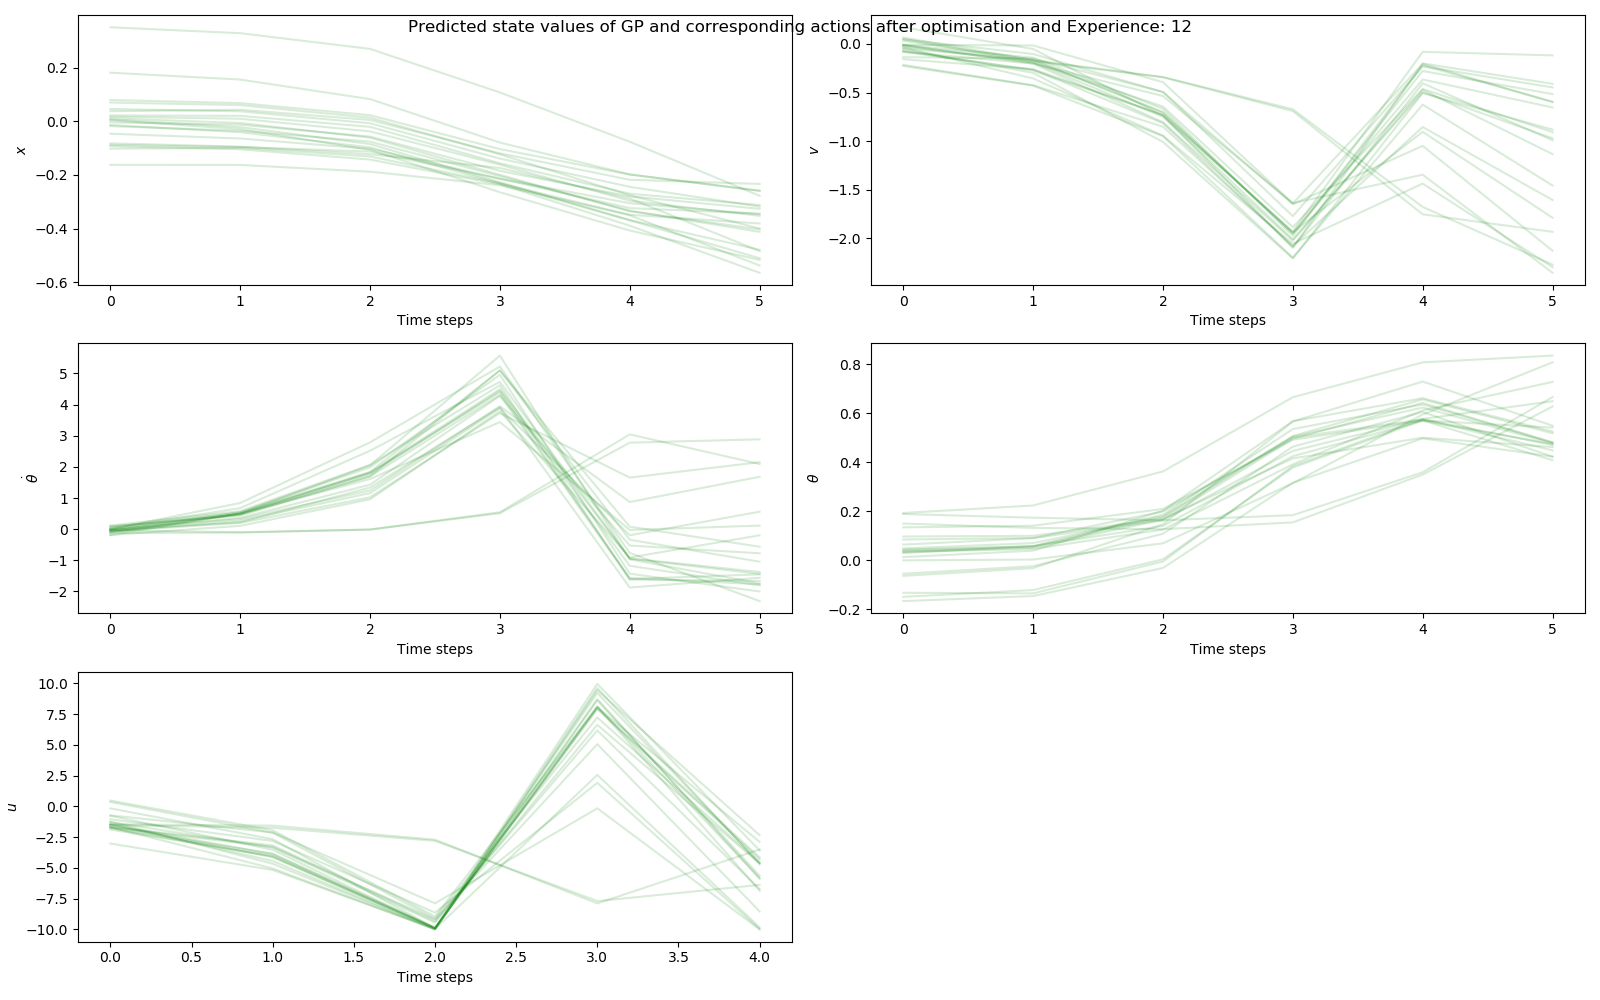 Predicted state values of GP and corresponding actions after optimisation and Experience: 12
x
0.2
0.0
−0.2
−0.4
−0.6
0 1 2 3 4 5
Time steps
v
0.0
−0.5
−1.0
−1.5
−2.0
0 1 2 3 4 5
Time steps
θ̇
5
4
3
2
1
0
−1
−2
0 1 2 3 4 5
Time steps
θ
0.8
0.6
0.4
0.2
0.0
−0.2
0 1 2 3 4 5
Time steps
u
10.0
7.5
5.0
2.5
0.0
−2.5
−5.0
−7.5
−10.0
0.0 0.5 1.0 1.5 2.0 2.5 3.0 3.5 4.0
Time steps